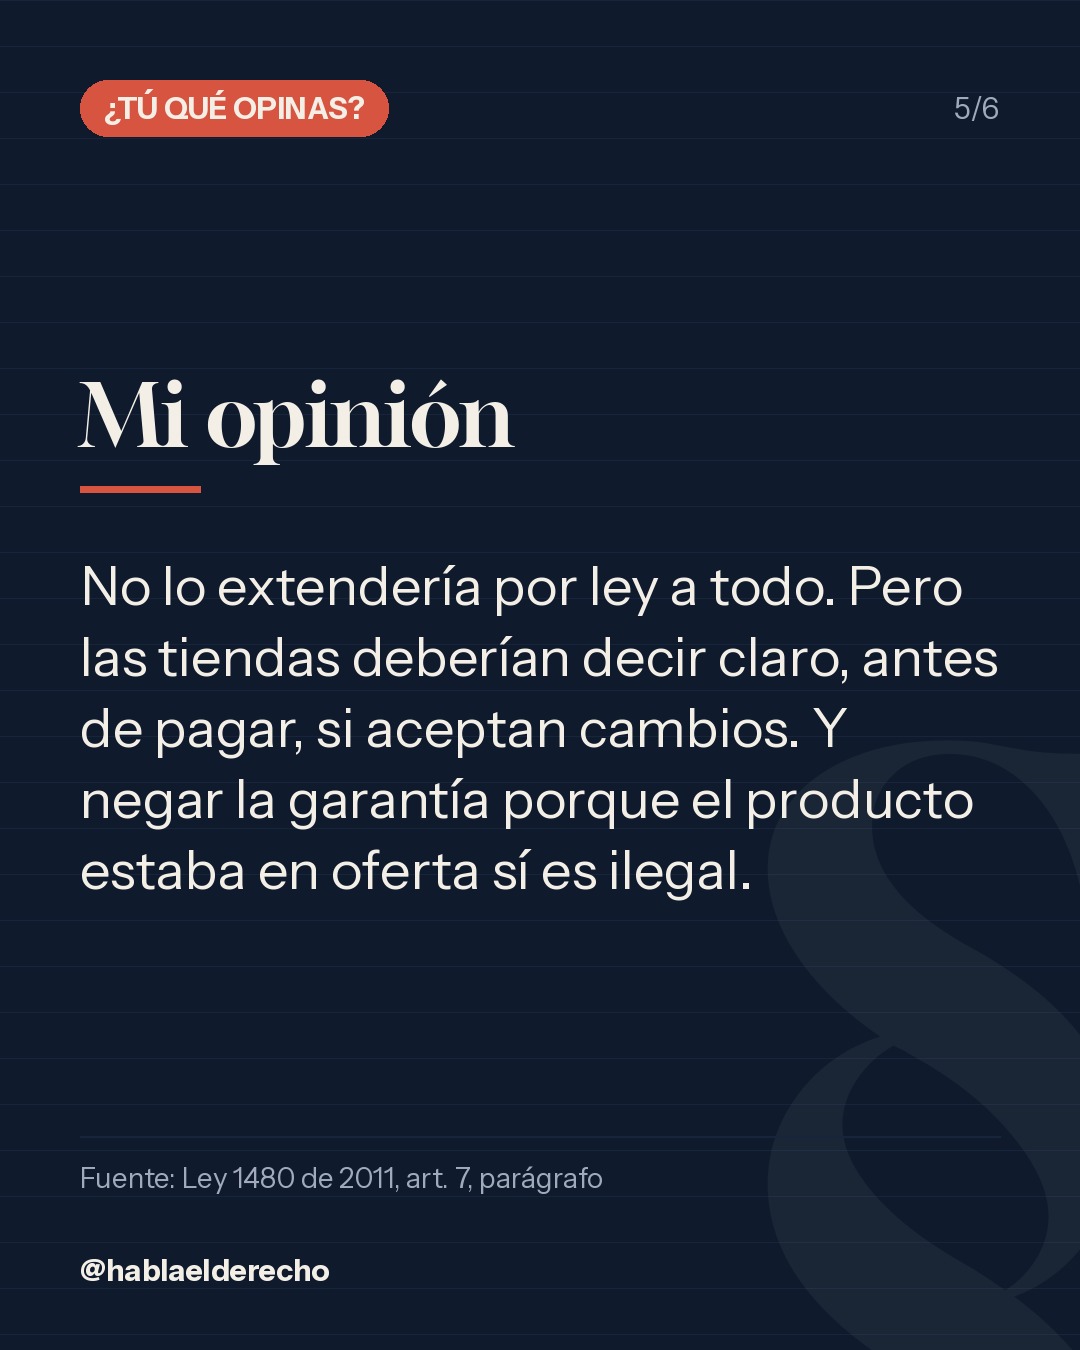 ¿TÚ QUÉ OPINAS?
5/6
Mi opinión
No lo extendería por ley a todo. Pero
las tiendas deberían decir claro, antes
de pagar, si aceptan cambios. Y
negar la garantía porque el producto
estaba en oferta sí es ilegal.
Fuente: Ley 1480 de 2011, art. 7, parágrafo
@hablaelderecho
§